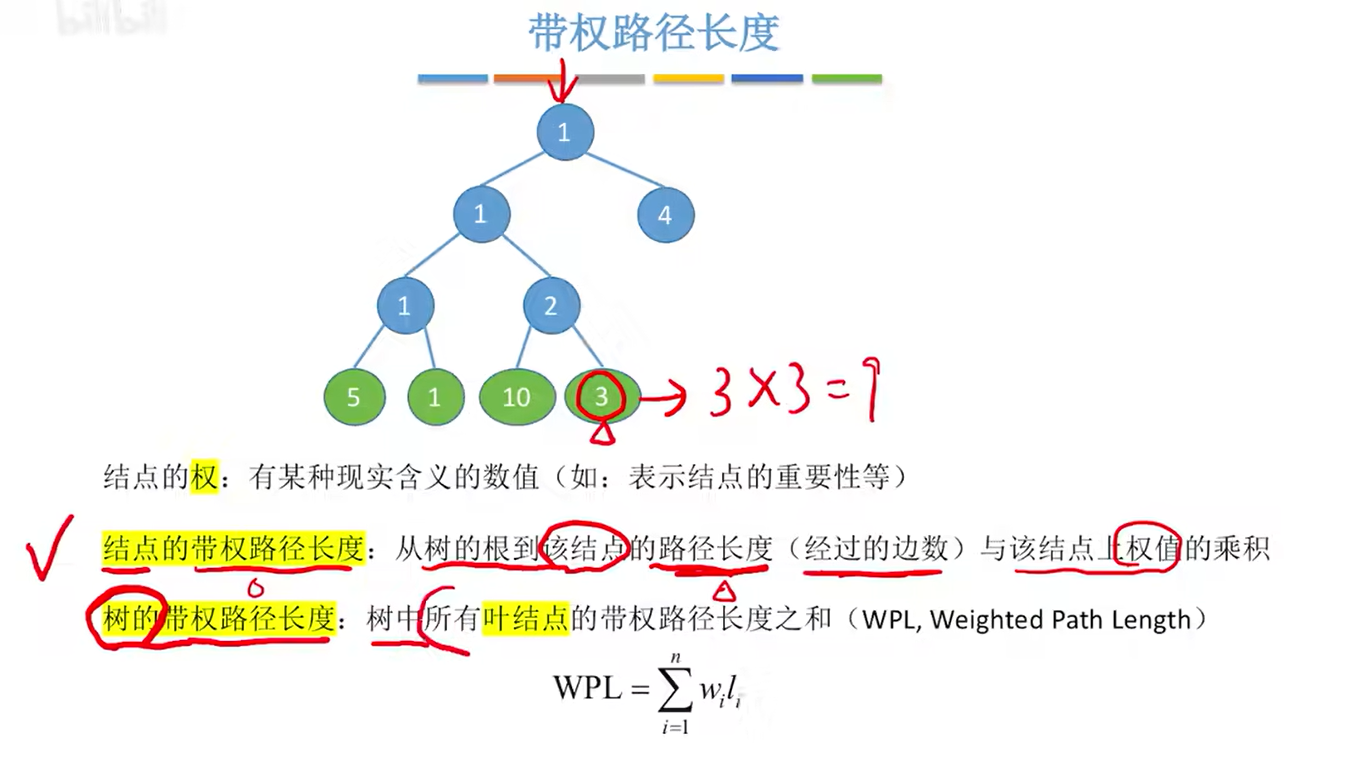 bilibili
带权路径长度
1
1 4
1 2
5 1 10 3 3×3=9
结点的权：有某种现实含义的数值（如：表示结点的重要性等）
结点的带权路径长度：从树的根到该结点的路径长度（经过的边数）与该结点上权值的乘积
树的带权路径长度：树中所有叶结点的带权路径长度之和（WPL, Weighted Path Length）
n
WPL = ∑ wᵢlᵢ
i=1